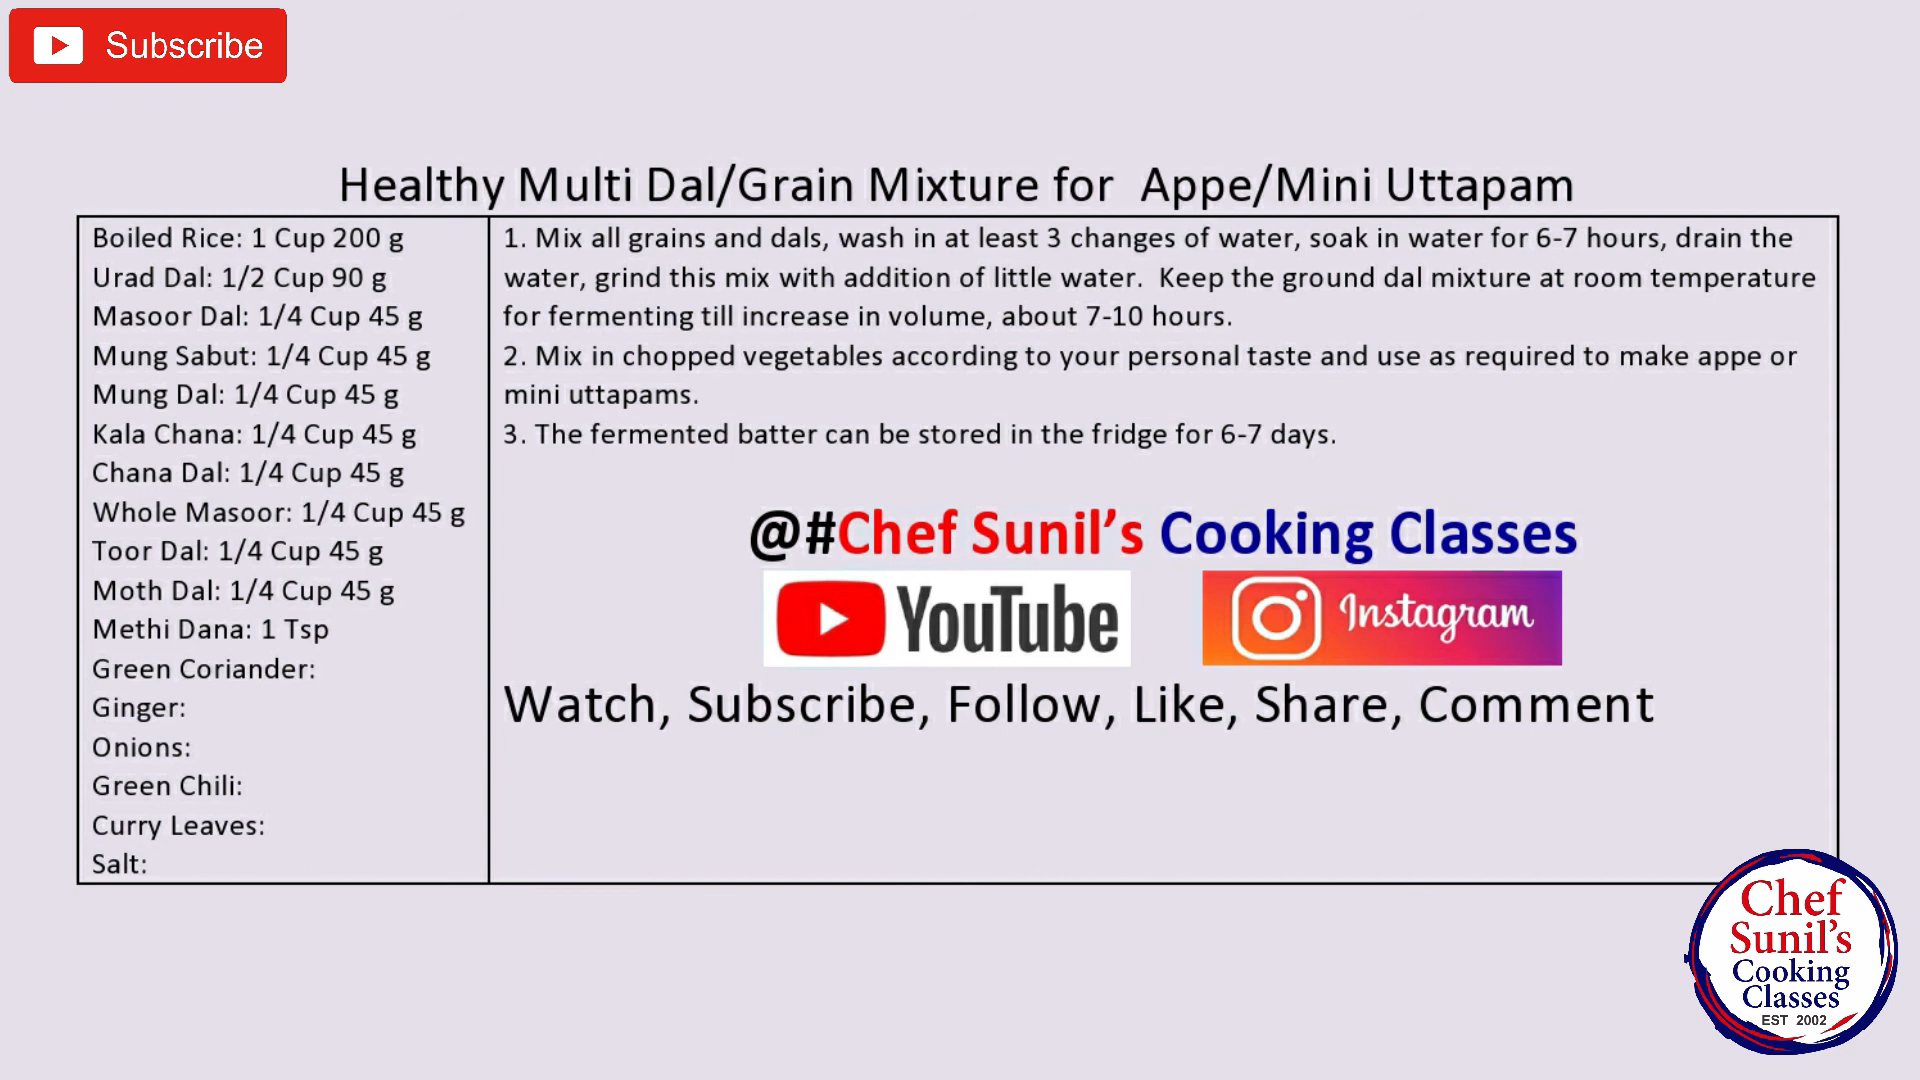 Subscribe
Healthy Multi Dal/Grain Mixture for Appe/Mini Uttapam
Boiled Rice: 1 Cup 200 g
Urad Dal: 1/2 Cup 90 g
Masoor Dal: 1/4 Cup 45 g
Mung Sabut: 1/4 Cup 45 g
Mung Dal: 1/4 Cup 45 g
Kala Chana: 1/4 Cup 45 g
Chana Dal: 1/4 Cup 45 g
Whole Masoor: 1/4 Cup 45 g
Toor Dal: 1/4 Cup 45 g
Moth Dal: 1/4 Cup 45 g
Methi Dana: 1 Tsp
Green Coriander:
Ginger:
Onions:
Green Chili:
Curry Leaves:
Salt:
1. Mix all grains and dals, wash in at least 3 changes of water, soak in water for 6-7 hours, drain the
water, grind this mix with addition of little water. Keep the ground dal mixture at room temperature
for fermenting till increase in volume, about 7-10 hours.
2. Mix in chopped vegetables according to your personal taste and use as required to make appe or
mini uttapams.
3. The fermented batter can be stored in the fridge for 6-7 days.
@#Chef Sunil’s Cooking Classes
YouTube
Instagram
Watch, Subscribe, Follow, Like, Share, Comment
Chef
Sunil’s
Cooking
Classes
EST 2002